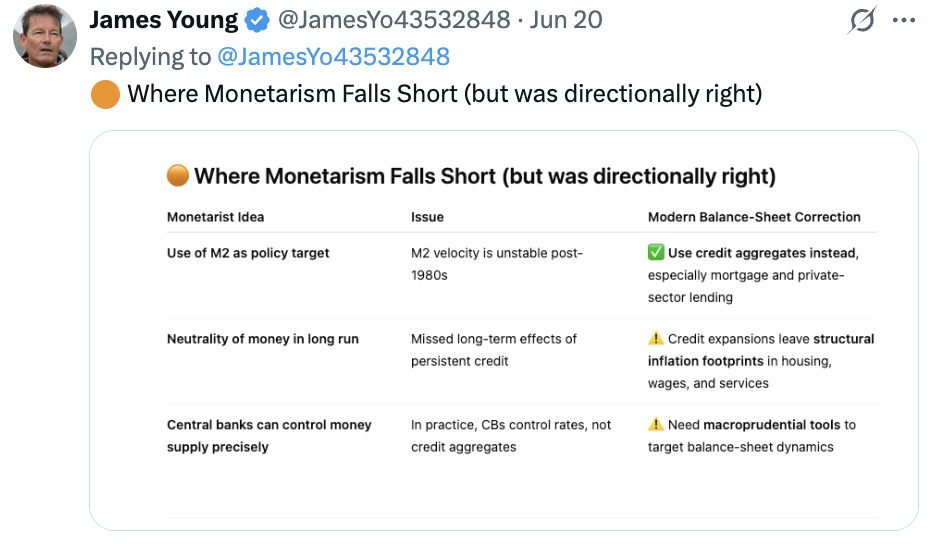 James Young @JamesYo43532848 · Jun 20
Replying to @JamesYo43532848
Where Monetarism Falls Short (but was directionally right)
Where Monetarism Falls Short (but was directionally right)
Monetarist Idea Issue Modern Balance-Sheet Correction
Use of M2 as policy target
M2 velocity is unstable post-
1980s
✅ Use credit aggregates instead,
especially mortgage and private-
sector lending
Neutrality of money in long run
Missed long-term effects of
persistent credit
⚠️ Credit expansions leave structural
inflation footprints in housing,
wages, and services
Central banks can control money
supply precisely
In practice, CBs control rates, not
credit aggregates
⚠️ Need macroprudential tools to
target balance-sheet dynamics